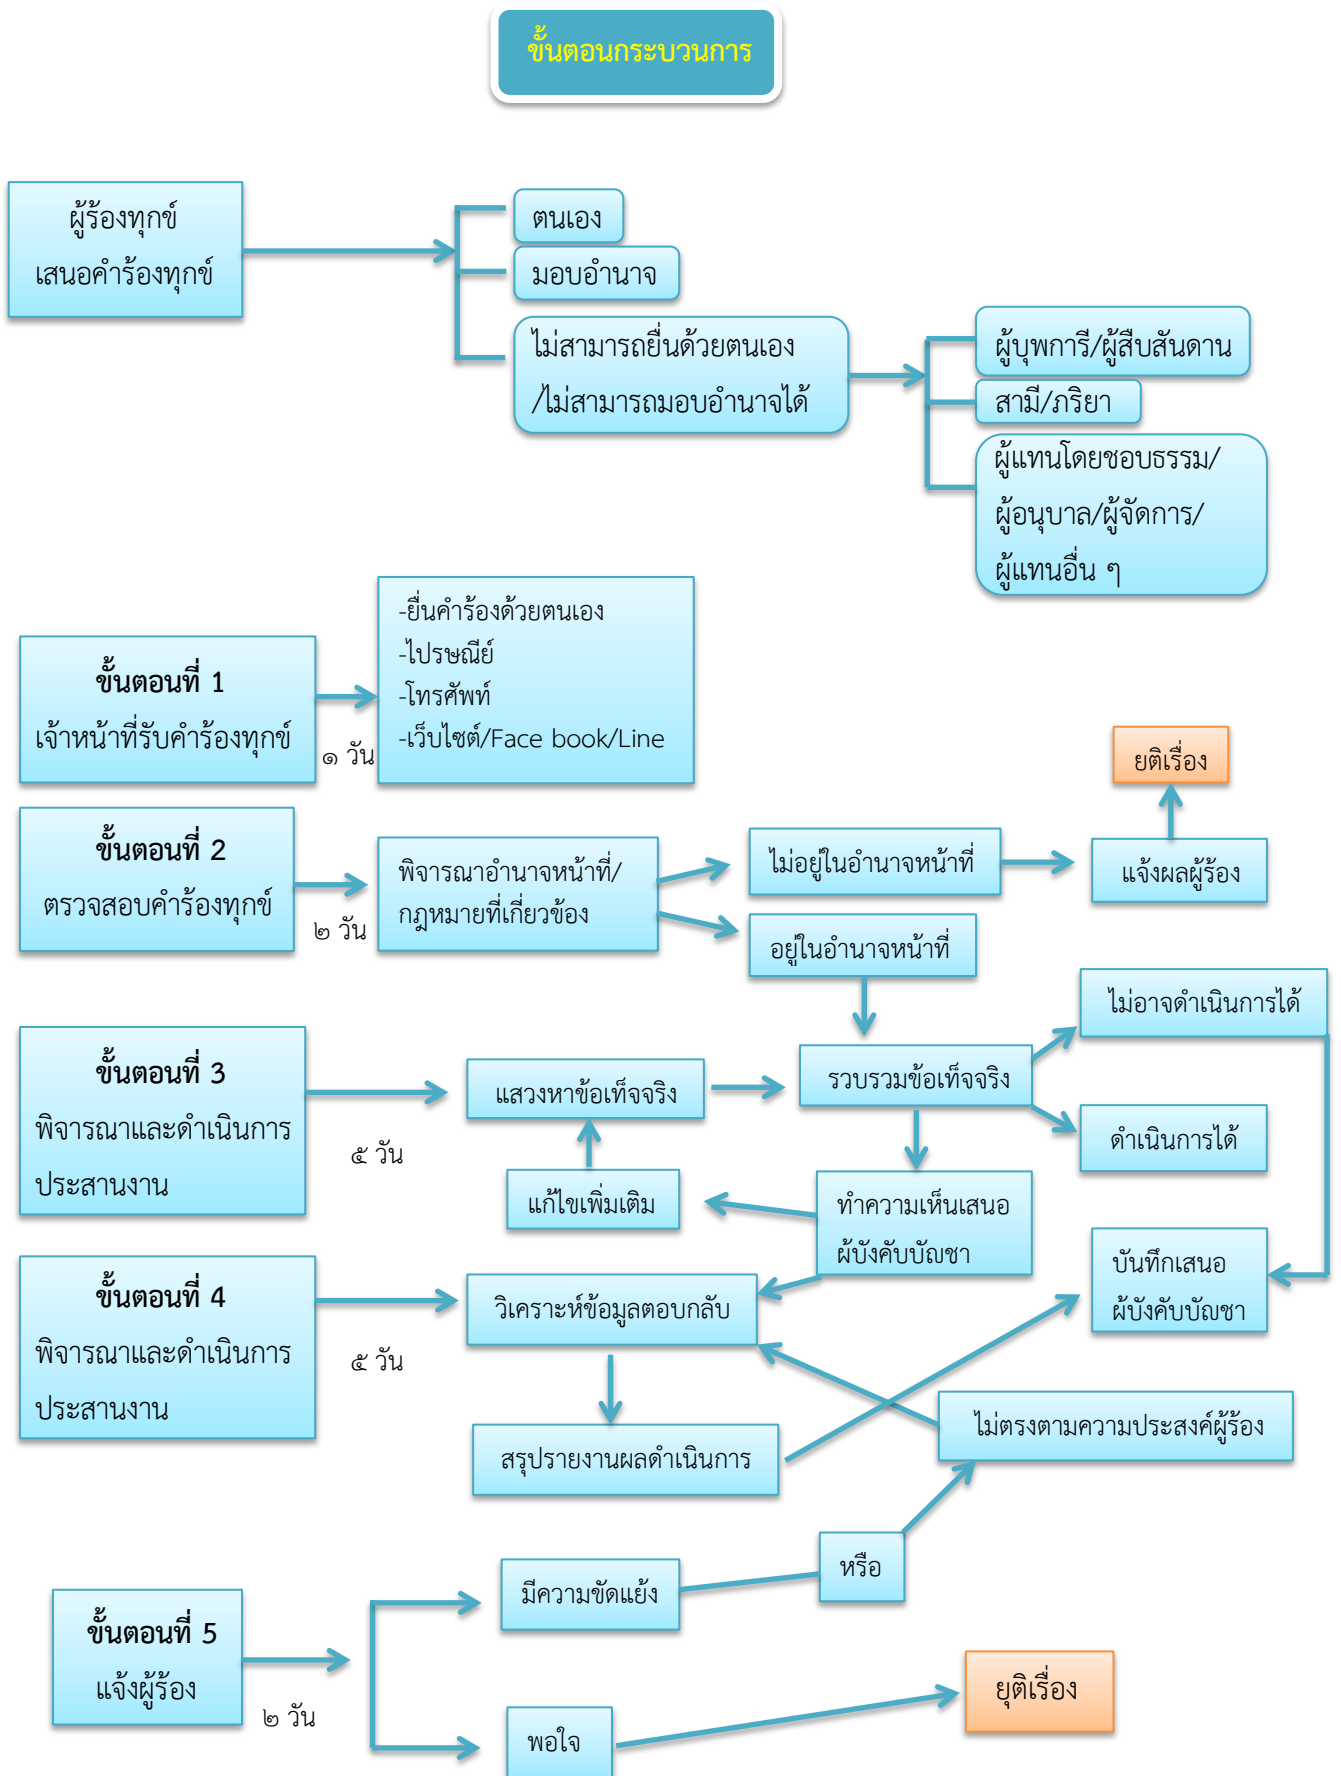 ขั้นตอนกระบวนการ
ผู้ร้องทุกข์
เสนอคำร้องทุกข์
ตนเอง
มอบอำนาจ
ไม่สามารถยื่นด้วยตนเอง
/ไม่สามารถมอบอำนาจได้
ผู้บุพการี/ผู้สืบสันดาน
สามี/ภริยา
ผู้แทนโดยชอบธรรม/
ผู้อนุบาล/ผู้จัดการ/
ผู้แทนอื่น ๆ
ขั้นตอนที่ 1
เจ้าหน้าที่รับคำร้องทุกข์
๑ วัน
-ยื่นคำร้องด้วยตนเอง
-ไปรษณีย์
-โทรศัพท์
-เว็บไซต์/Face book/Line
ยติเรื่อง
ขั้นตอนที่ 2
ตรวจสอบคำร้องทุกข์
๒ วัน
พิจารณาอำนาจหน้าที่/
กฎหมายที่เกี่ยวข้อง
ไม่อยู่ในอำนาจหน้าที่
แจ้งผลผู้ร้อง
อยู่ในอำนาจหน้าที่
ไม่อาจดำเนินการได้
ขั้นตอนที่ 3
พิจารณาและดำเนินการ
ประสานงาน
๕ วัน
แสวงหาข้อเท็จจริง
รวบรวมข้อเท็จจริง
ดำเนินการได้
แก้ไขเพิ่มเติม
ทำความเห็นเสนอ
ผ้บังคับบัญชา
บันทึกเสนอ
ผ้บังคับบัญชา
ขั้นตอนที่ 4
พิจารณาและดำเนินการ
ประสานงาน
๕ วัน
วิเคราะห์ข้อมูลตอบกลับ
ไม่ตรงตามความประสงค์ผู้ร้อง
สรุปรายงานผลดำเนินการ
หรือ
มีความขัดแย้ง
ขั้นตอนที่ 5
แจ้งผู้ร้อง
๒ วัน
ยุติเรื่อง
พอใจ